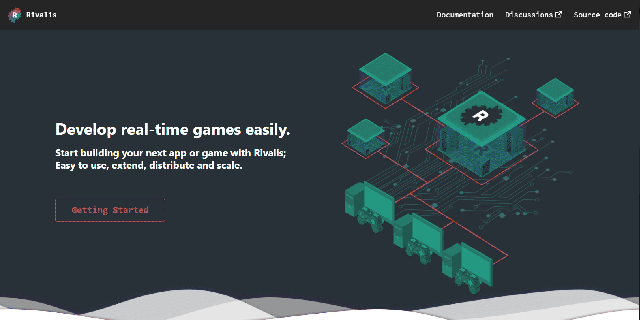 Rivalis
Documentation
Discussions
Source code
Develop real-time games easily.
Start building your next app or game with Rivalis;
Easy to use, extend, distribute and scale.
Getting Started
R
R